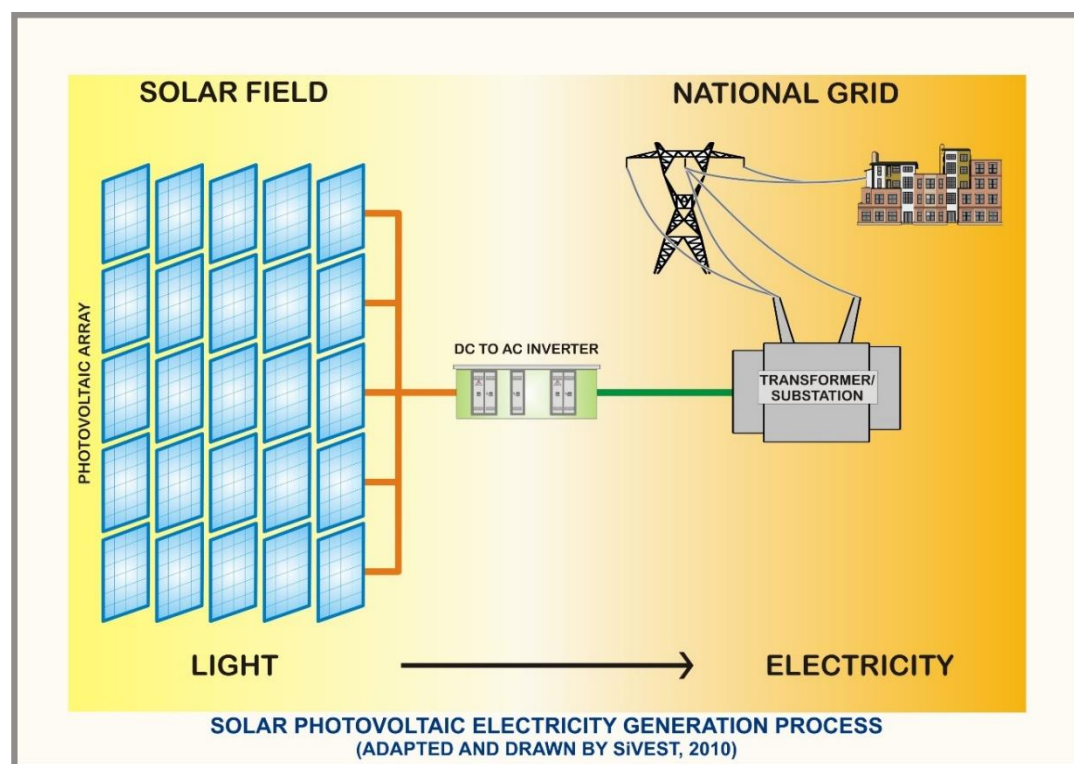 SOLAR FIELD
NATIONAL GRID
PHOTOVOLTAIC ARRAY
DC TO AC INVERTER
TRANSFORMER/
SUBSTATION
LIGHT
ELECTRICITY
SOLAR PHOTOVOLTAIC ELECTRICITY GENERATION PROCESS
(ADAPTED AND DRAWN BY SiVEST, 2010)